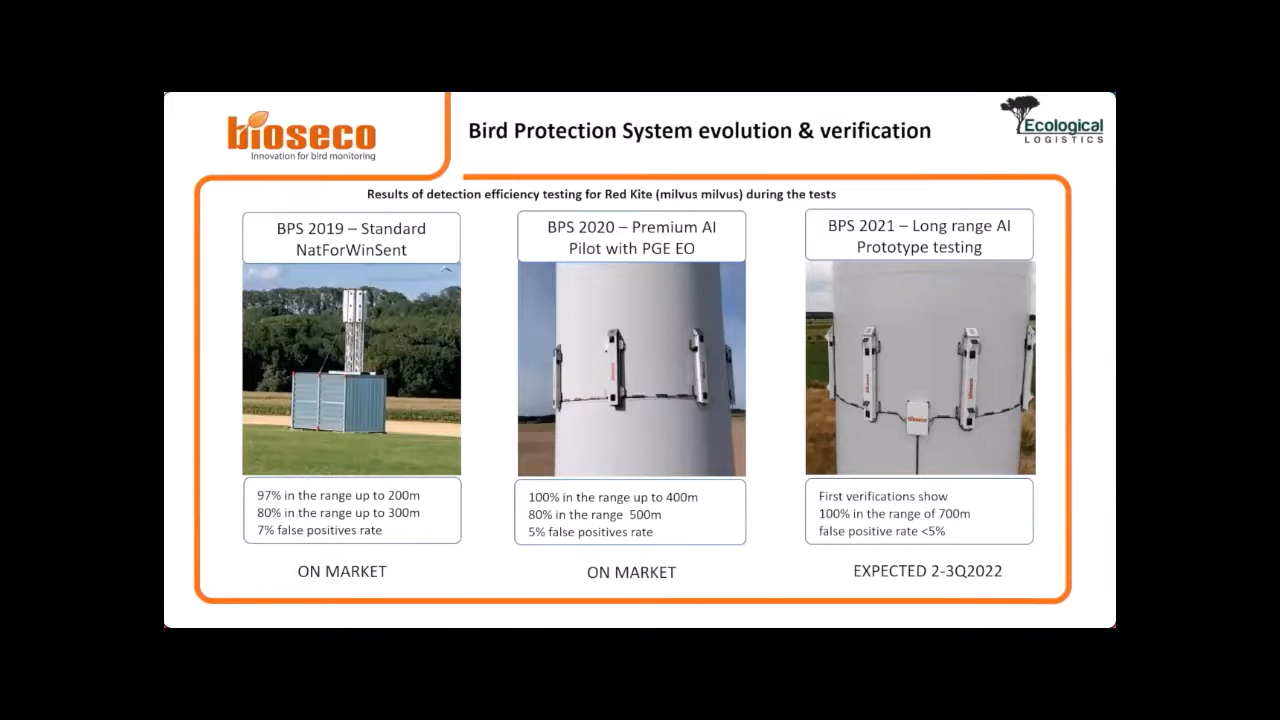 bioseco
Innovation for bird monitoring
Bird Protection System evolution & verification
Ecological
LOGISTICS
Results of detection efficiency testing for Red Kite (milvus milvus) during the tests
BPS 2019 – Standard
NatForWinSent
97% in the range up to 200m
80% in the range up to 300m
7% false positives rate
ON MARKET
BPS 2020 – Premium AI
Pilot with PGE EO
bioseco
bioseco
100% in the range up to 400m
80% in the range 500m
5% false positives rate
ON MARKET
BPS 2021 – Long range AI
Prototype testing
bioseco
bioseco
bioseco
First verifications show
100% in the range of 700m
false positive rate <5%
EXPECTED 2-3Q2022